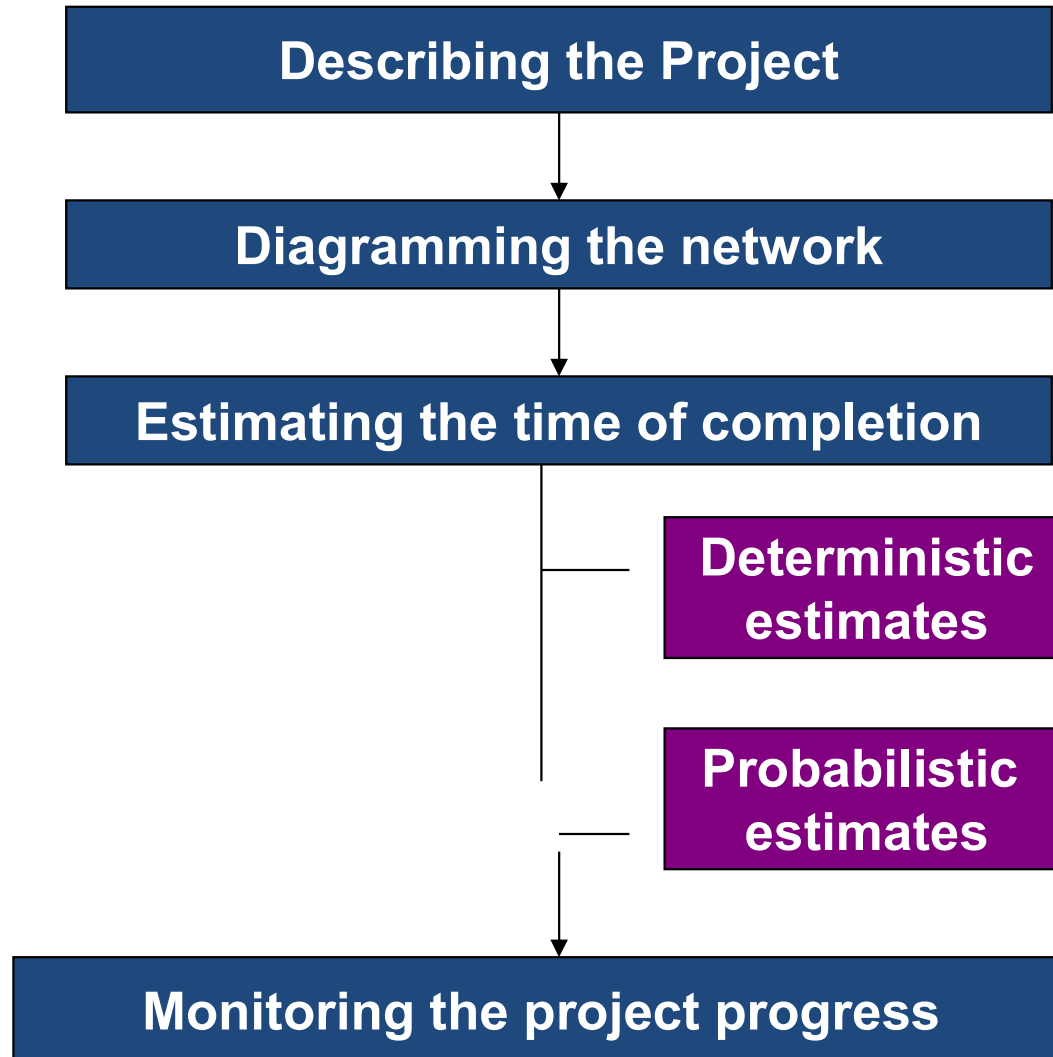 Describing the Project
Diagramming the network
Estimating the time of completion
Deterministic
estimates
Probabilistic
estimates
Monitoring the project progress